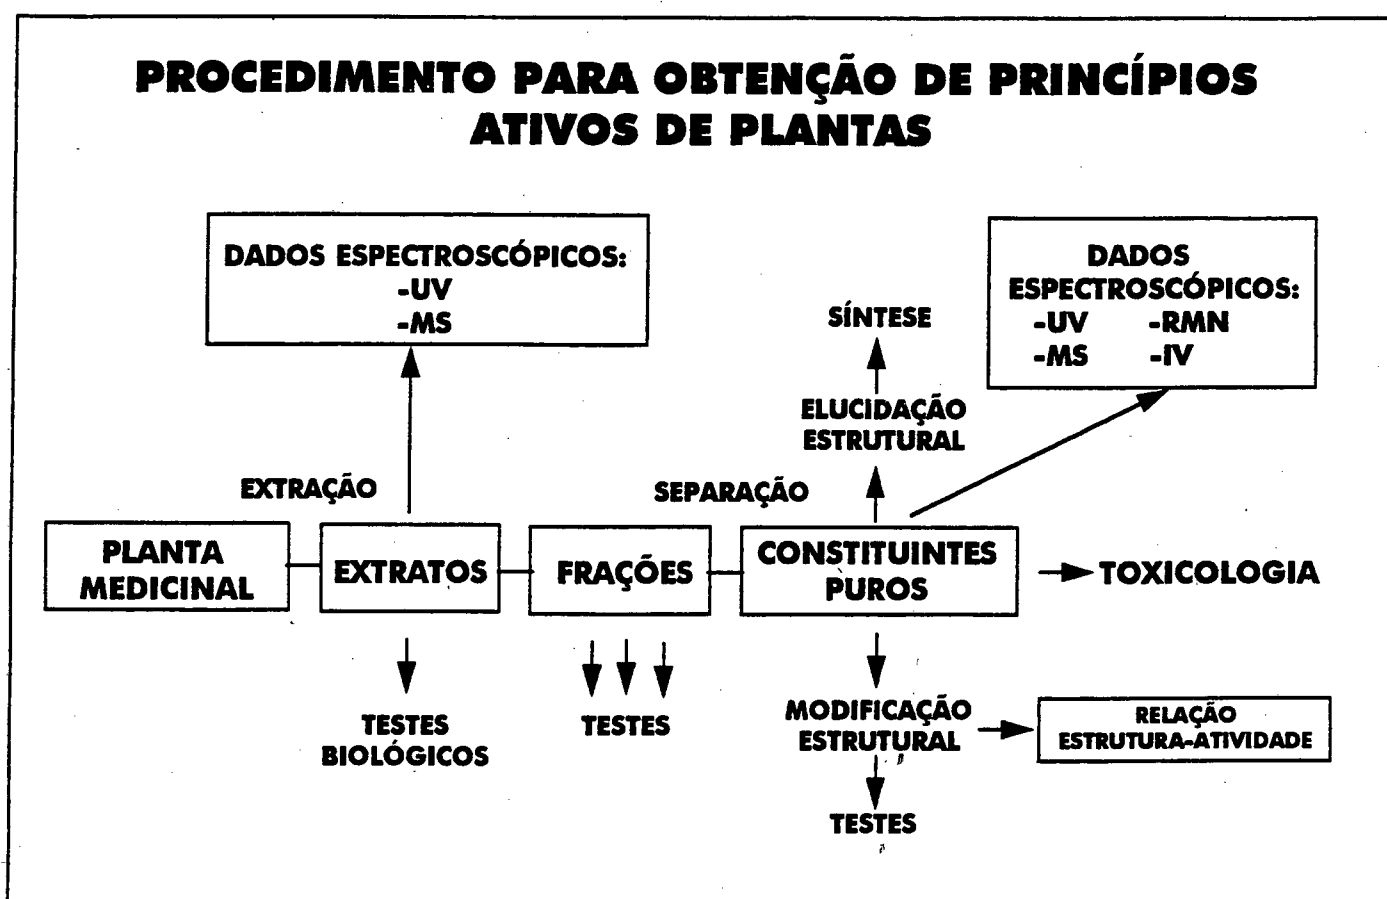 PROCEDIMENTO PARA OBTENÇÃO DE PRINCÍPIOS
ATIVOS DE PLANTAS
DADOS ESPECTROSCÓPICOS:
-UV
-MS
DADOS
ESPECTROSCÓPICOS:
-UV -RMN
-MS -IV
SÍNTESE
ELUCIDAÇÃO
ESTRUTURAL
EXTRAÇÃO
SEPARAÇÃO
PLANTA
MEDICINAL
EXTRATOS
FRAÇÕES
CONSTITUINTES
PUROS
TOXICOLOGIA
TESTES
BIOLÓGICOS
TESTES
MODIFICAÇÃO
ESTRUTURAL
RELAÇÃO
ESTRUTURA-ATIVIDADE
TESTES